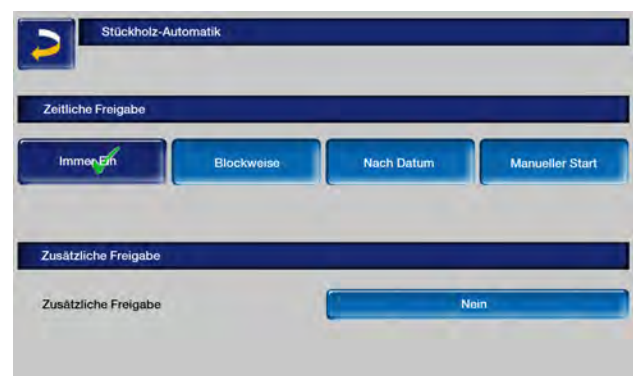 Stückholz-Automatik
Zeitliche Freigabe
Immer Ein
Blockweise
Nach Datum
Manueller Start
Zusätzliche Freigabe
Zusätzliche Freigabe
Nein